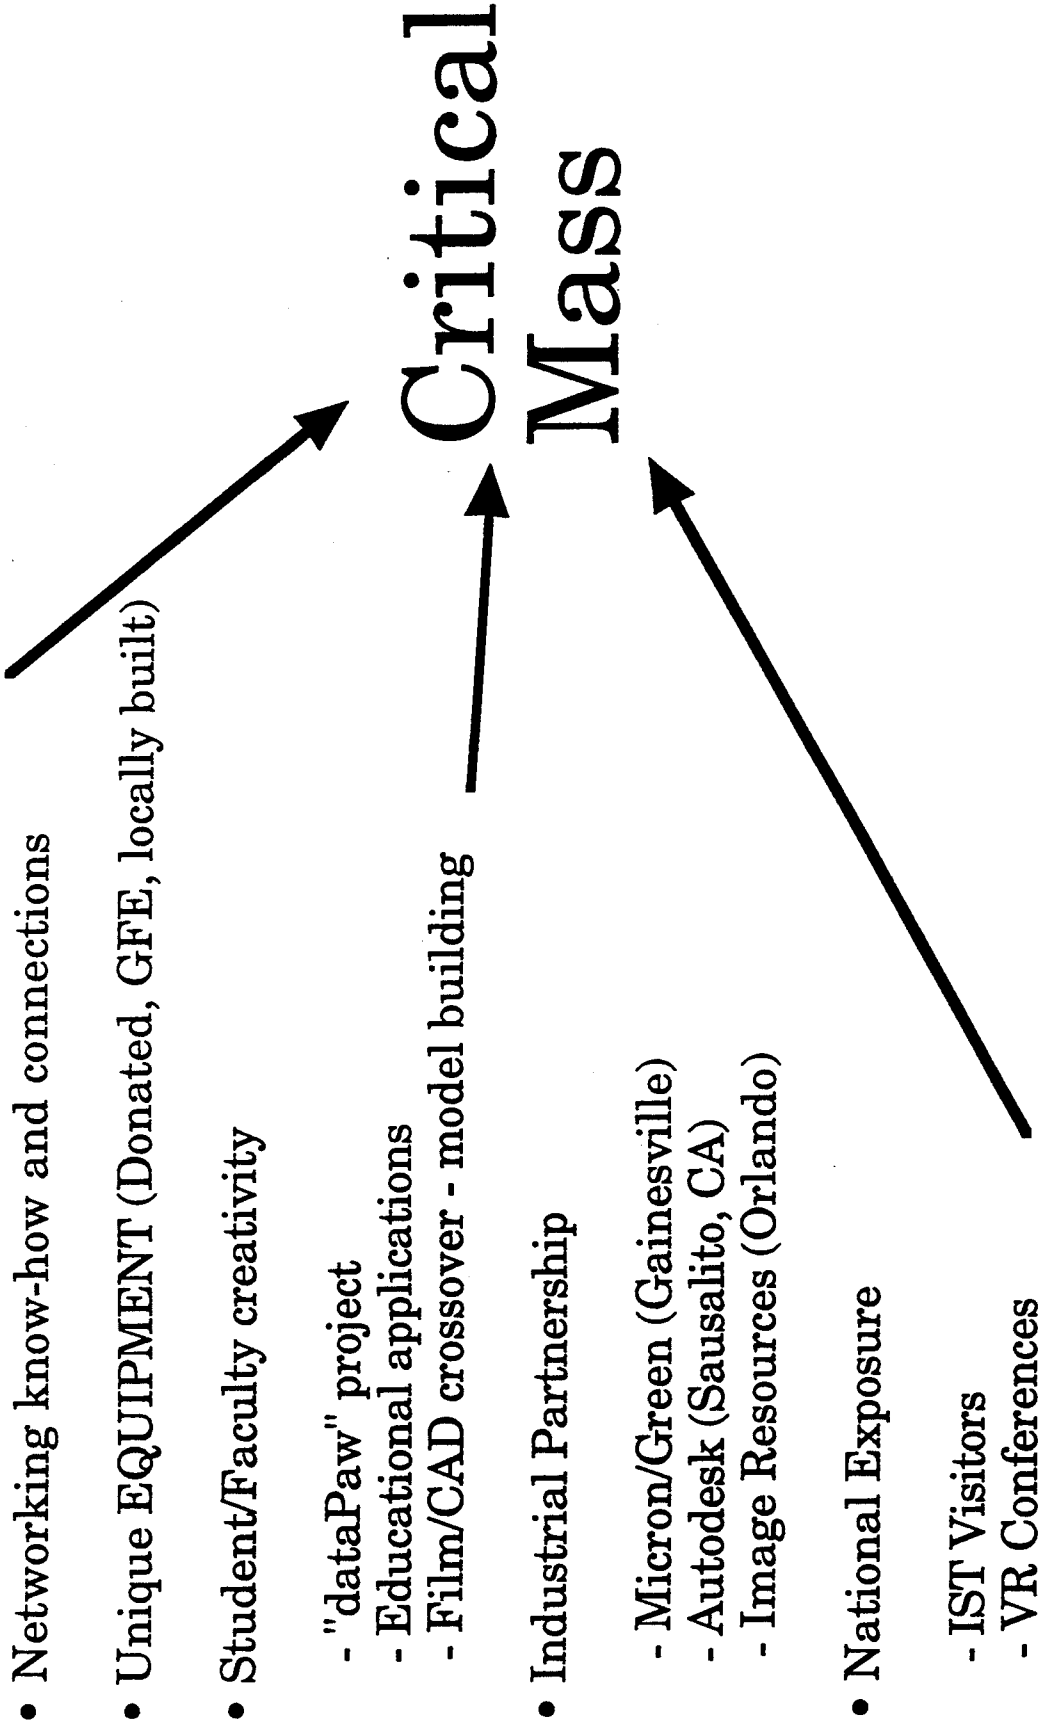 • Networking know-how and connections
• Unique EQUIPMENT (Donated, GFE, locally built)
• Student/Faculty creativity
- "dataPaw" project
- Educational applications
- Film/CAD crossover - model building
• Industrial Partnership
- Micron/Green (Gainesville)
- Autodesk (Sausalito, CA)
- Image Resources (Orlando)
• National Exposure
- IST Visitors
- VR Conferences
Critical
Mass